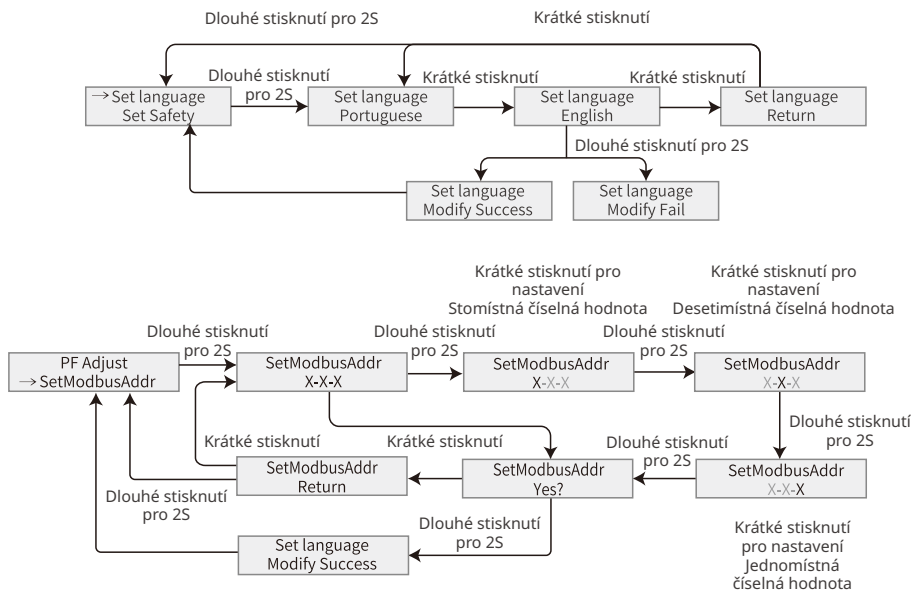 Dlouhé stisknutí pro 2S
Krátké stisknutí
Dlouhé stisknutí
pro 2S
Krátké stisknutí
Krátké stisknutí
→ Set language
Set Safety
Set language
Portuguese
Set language
English
Set language
Return
Dlouhé stisknutí pro 2S
Set language
Modify Success
Set language
Modify Fail
Krátké stisknutí pro
nastavení
Stomístná číselná hodnota
Krátké stisknutí pro
nastavení
Desetimístná číselná hodnota
Dlouhé stisknutí
pro 2S
Dlouhé stisknutí
pro 2S
Dlouhé stisknutí
pro 2S
PF Adjust
→ SetModbusAddr
SetModbusAddr
X-X-X
SetModbusAddr
X-X-X
SetModbusAddr
X-X-X
Dlouhé stisknutí
pro 2S
Krátké stisknutí
Krátké stisknutí
Dlouhé stisknutí
pro 2S
SetModbusAddr
Return
SetModbusAddr
Yes?
SetModbusAddr
X-X-X
Dlouhé stisknutí
pro 2S
Dlouhé stisknutí
pro 2S
Set language
Modify Success
Krátké stisknutí
pro nastavení
Jednomístná
číselná hodnota